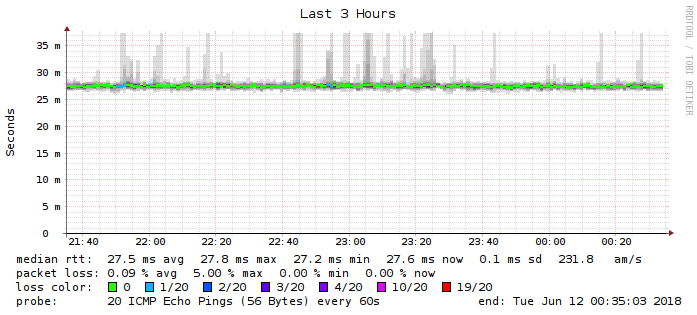 Last 3 Hours
RRDTOOL / TOBI OETIKER
Seconds
35 m
30 m
25 m
20 m
15 m
10 m
5 m
0
21:40 22:00 22:20 22:40 23:00 23:20 23:40 00:00 00:20
median rtt: 27.5 ms avg 27.8 ms max 27.2 ms min 27.6 ms now 0.1 ms sd 231.8 am/s
packet loss: 0.09 % avg 5.00 % max 0.00 % min 0.00 % now
loss color: 0 1/20 2/20 3/20 4/20 10/20 19/20
probe: 20 ICMP Echo Pings (56 Bytes) every 60s end: Tue Jun 12 00:35:03 2018